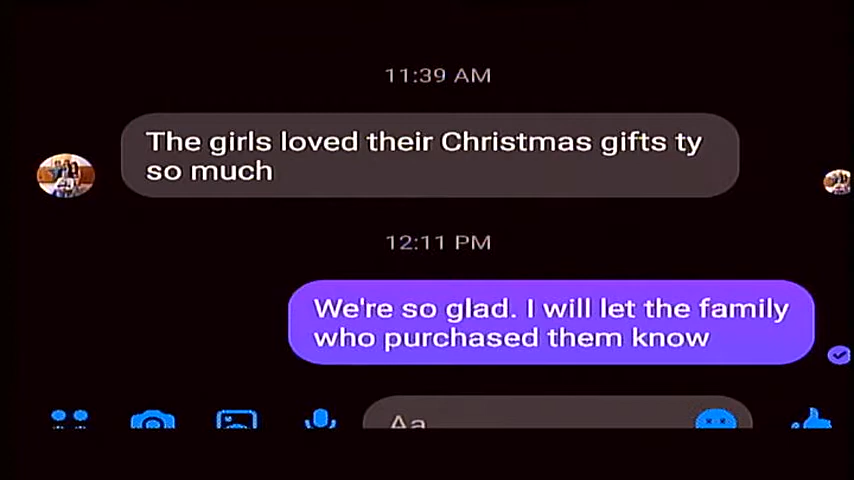 11:39 AM
The girls loved their Christmas gifts ty
so much
12:11 PM
We're so glad. I will let the family
who purchased them know
Aa